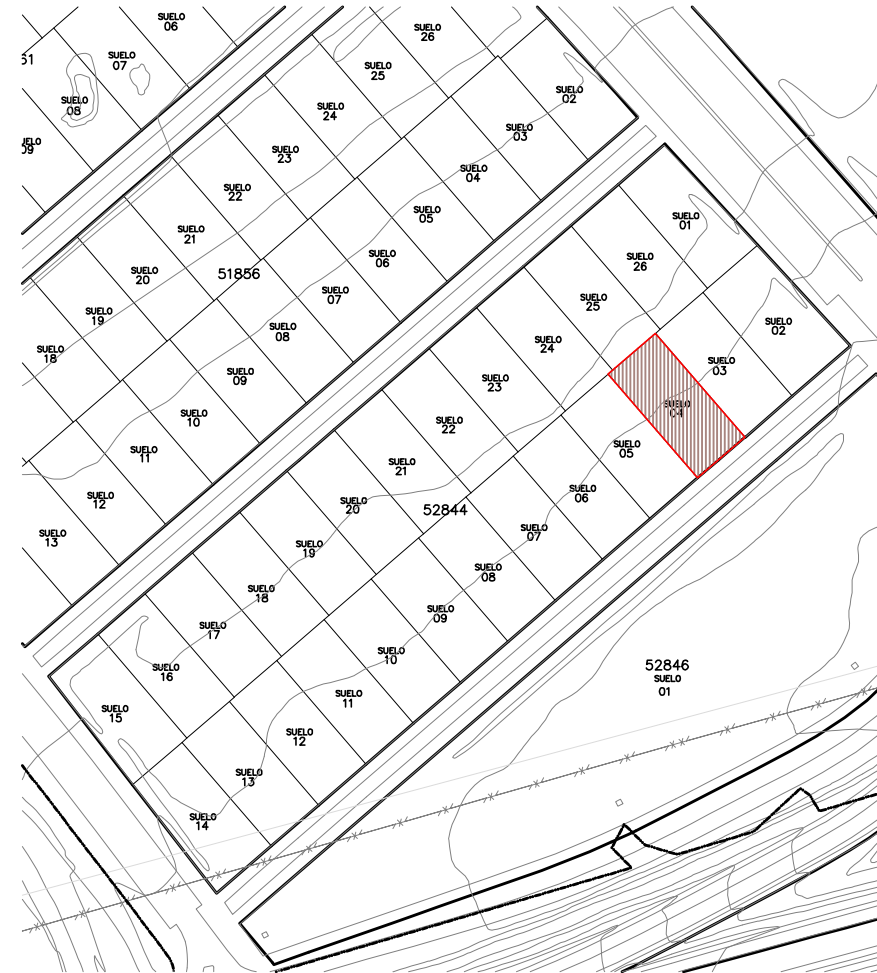 SUELO
06
SUELO
07
SUELO
08
61
09
SUELO
26
SUELO
25
SUELO
24
SUELO
23
SUELO
22
SUELO
21
SUELO
20
SUELO
19
SUELO
18
51856
SUELO
02
SUELO
03
SUELO
04
SUELO
05
SUELO
06
SUELO
07
SUELO
08
SUELO
09
SUELO
10
SUELO
11
SUELO
12
SUELO
13
SUELO
01
SUELO
26
SUELO
25
SUELO
24
SUELO
23
SUELO
22
SUELO
21
SUELO
20
SUELO
19
SUELO
18
SUELO
17
SUELO
16
SUELO
15
52844
SUELO
02
SUELO
03
SUELO
04
SUELO
05
SUELO
06
SUELO
07
SUELO
08
SUELO
09
SUELO
10
SUELO
11
SUELO
12
SUELO
13
SUELO
14
52846
SUELO
01